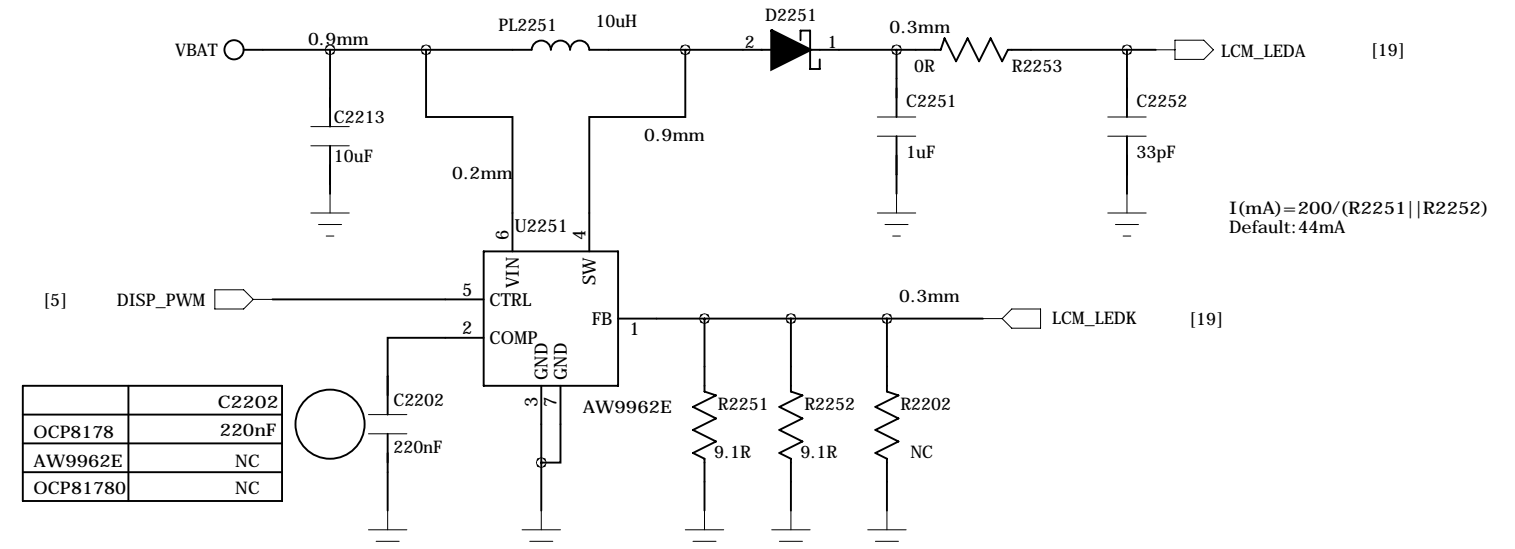 PL2251
10uH
D2251
VBAT
0.9mm
2
1
0.3mm
0R
R2253
LCM_LEDA
[19]
C2213
10uF
0.2mm
0.9mm
C2251
1uF
C2252
33pF
I(mA)=200/(R2251||R2252)
Default:44mA
6
U2251
4
VIN
SW
[5]
DISP_PWM
5
CTRL
2
COMP
FB
1
0.3mm
LCM_LEDK
[19]
GND
GND
3
7
AW9962E
C2202
OCP8178
220nF
AW9962E
NC
OCP81780
NC
C2202
220nF
R2251
9.1R
R2252
9.1R
R2202
NC